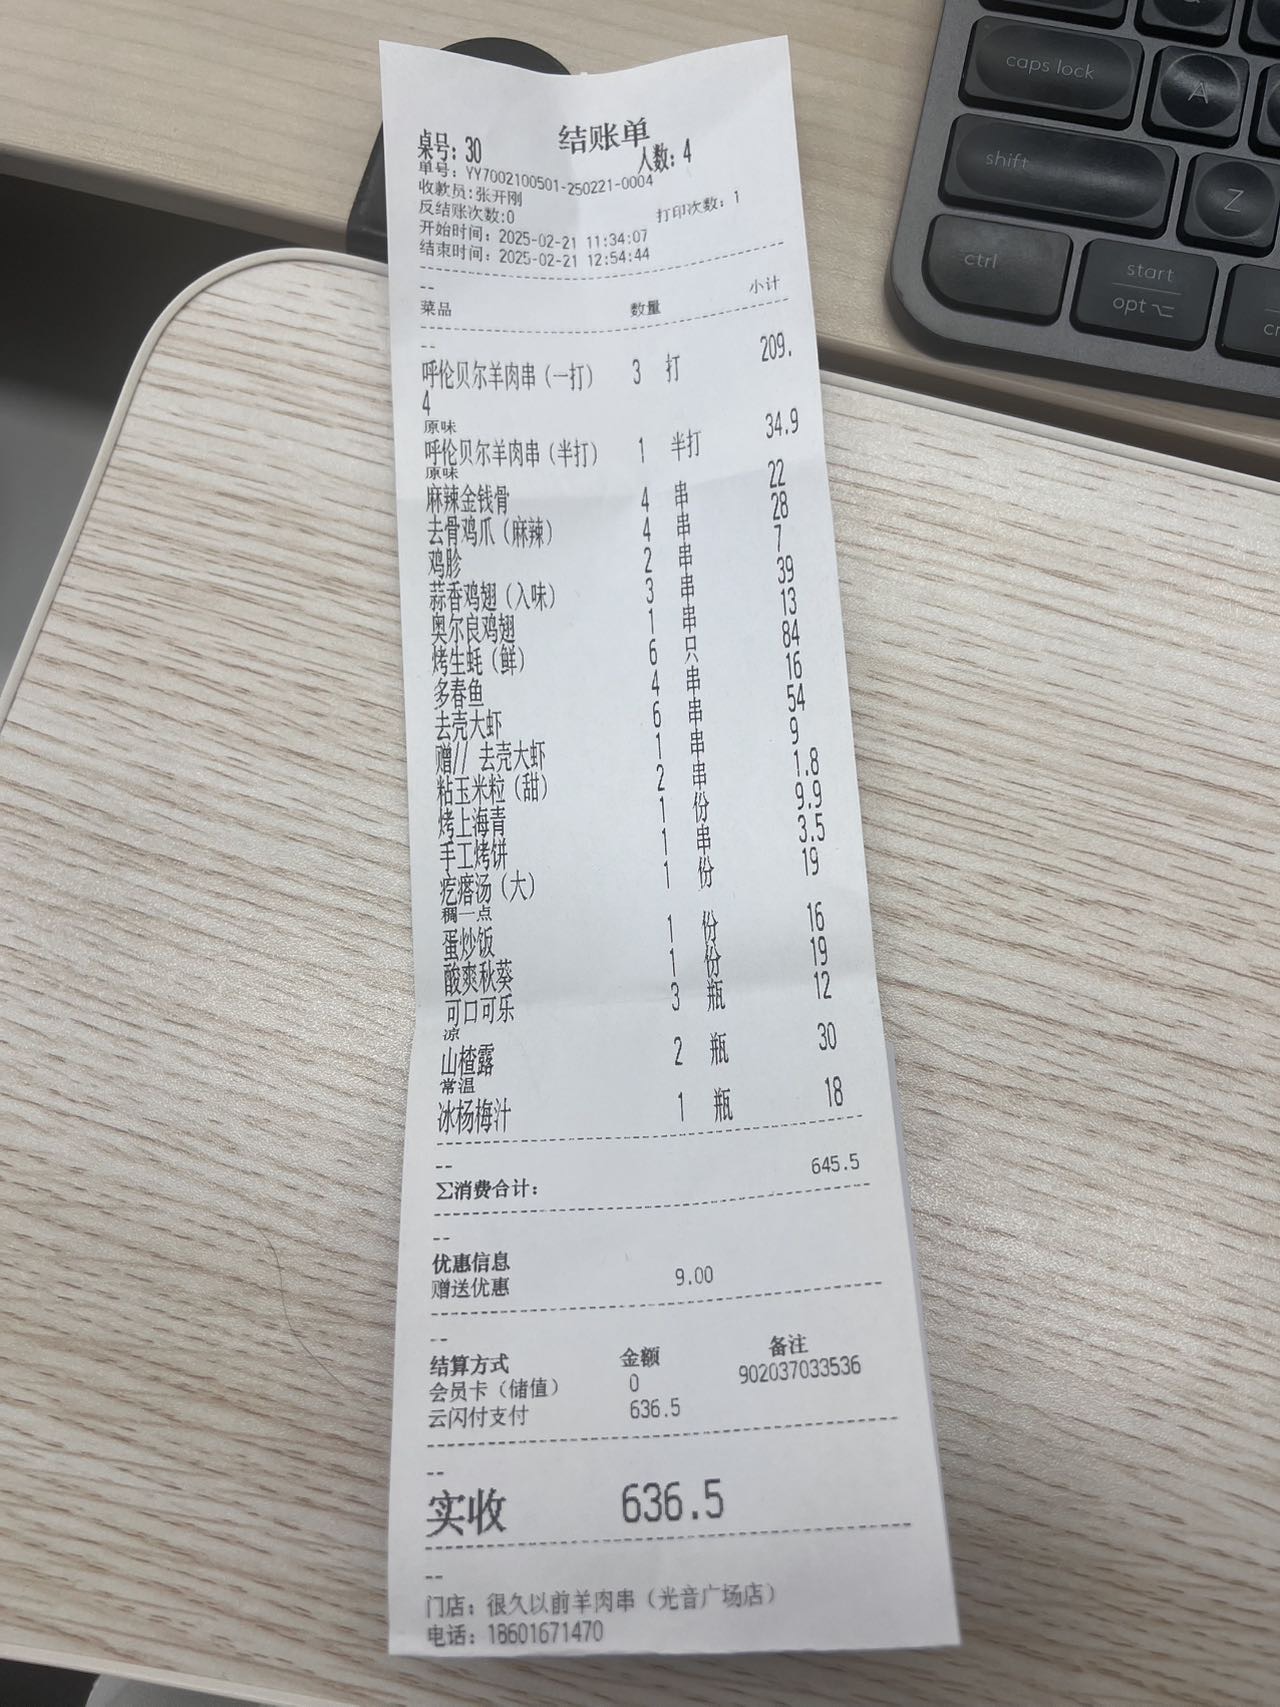 结账单
桌号: 30 人数: 4
单号: YY7002100501-250221-0004
收款员:张开刚
反结账次数:0 打印次数: 1
开始时间: 2025-02-21 11:34:07
结束时间: 2025-02-21 12:54:44
--
菜品 数量 小计
--
呼伦贝尔羊肉串(一打) 3 打 209.
4
原味
呼伦贝尔羊肉串(半打) 1 半打 34.9
原味
麻辣金钱骨 4 串 22
去骨鸡爪(麻辣) 4 串 28
鸡胗 2 串 7
蒜香鸡翅(入味) 3 串 39
奥尔良鸡翅 1 串 13
烤生蚝(鲜) 6 只 84
多春鱼 4 串 16
去壳大虾 6 串 54
赠// 去壳大虾 1 串 9
粘玉米粒(甜) 2 串 1.8
烤上海青 1 份 9.9
手工烤饼 1 串 3.5
疙瘩汤(大) 1 份 19
稠一点
蛋炒饭 1 份 16
酸爽秋葵 1 份 19
可口可乐 3 瓶 12
凉
山楂露 2 瓶 30
常温
冰杨梅汁 1 瓶 18
--
∑消费合计: 645.5
--
优惠信息
赠送优惠 9.00
--
结算方式 金额 备注
会员卡(储值) 0 902037033536
云闪付支付 636.5
--
实收 636.5
--
门店: 很久以前羊肉串(光音广场店)
电话: 18601671470
caps lock
A
shift
Z
ctrl
start
opt ⌥